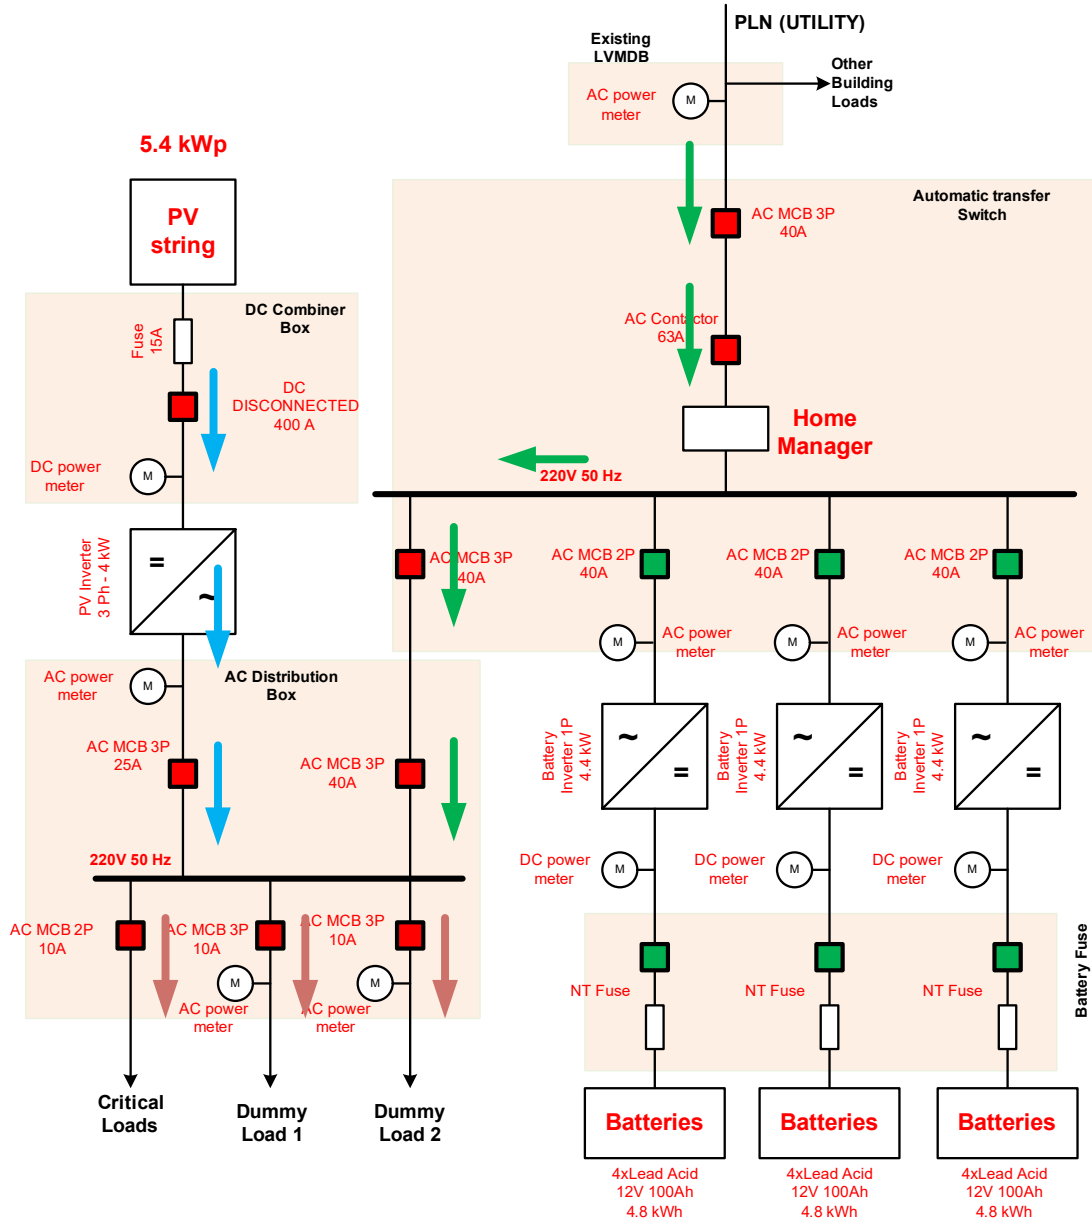 PLN (UTILITY)
Existing
LVMDB
Other
Building
Loads
AC power
meter
M
5.4 kWp
PV
string
Automatic transfer
Switch
AC MCB 3P
40A
DC Combiner
Box
Fuse
15A
AC Contactor
63A
DC
DISCONNECTED
400 A
Home
Manager
DC power
meter
M
220V 50 Hz
PV Inverter
3 Ph - 4 kW
=
~
AC MCB 3P
40A
AC MCB 2P
40A
AC MCB 2P
40A
AC MCB 2P
40A
M
AC power
meter
M
AC power
meter
M
AC power
meter
AC Distribution
Box
AC power
meter
M
AC MCB 3P
25A
AC MCB 3P
40A
Battery
Inverter 1P
4.4 kW
~
=
Battery
Inverter 1P
4.4 kW
~
=
Battery
Inverter 1P
4.4 kW
~
=
220V 50 Hz
DC power
meter
M
DC power
meter
M
DC power
meter
M
AC MCB 2P
10A
AC MCB 3P
10A
AC MCB 3P
10A
M
AC power
meter
M
AC power
meter
Battery Fuse
NT Fuse
NT Fuse
NT Fuse
Critical
Loads
Dummy
Load 1
Dummy
Load 2
Batteries
Batteries
Batteries
4xLead Acid
12V 100Ah
4.8 kWh
4xLead Acid
12V 100Ah
4.8 kWh
4xLead Acid
12V 100Ah
4.8 kWh